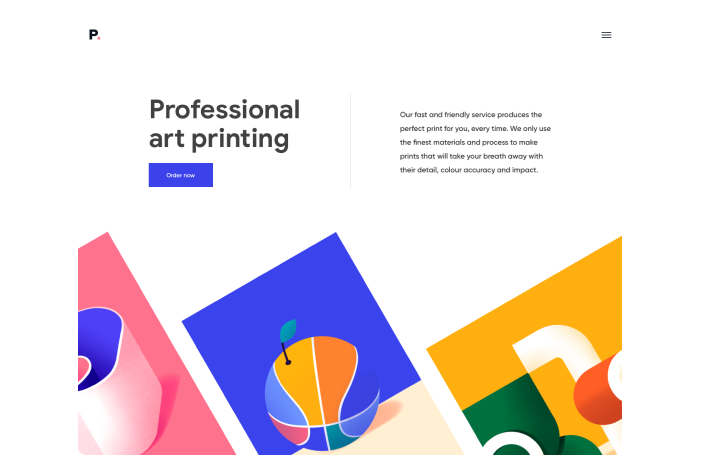 P.
Professional
art printing
Order now
Our fast and friendly service produces the
perfect print for you, every time. We only use
the finest materials and process to make
prints that will take your breath away with
their detail, colour accuracy and impact.